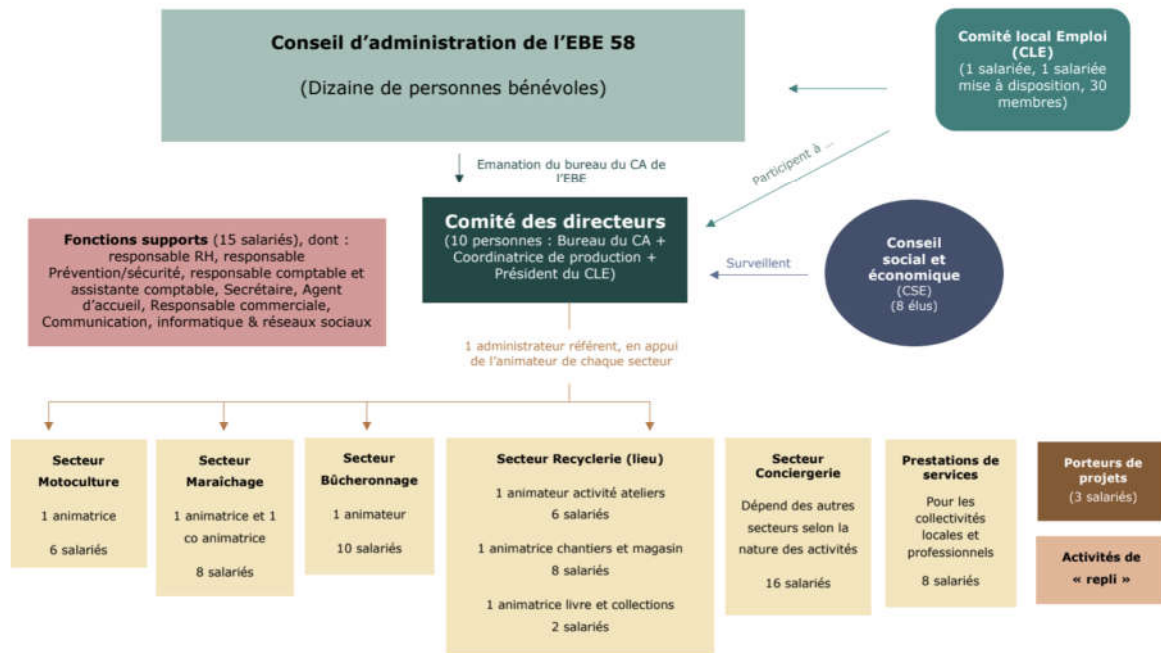 Conseil d’administration de l’EBE 58
(Dizaine de personnes bénévoles)
Comité local Emploi
(CLE)
(1 salariée, 1 salariée
mise à disposition, 30
membres)
Emanation du bureau du CA de
l’EBE
Participent à ...
Fonctions supports (15 salariés), dont :
responsable RH, responsable
Prévention/sécurité, responsable comptable et
assistante comptable, Secrétaire, Agent
d’accueil, Responsable commerciale,
Communication, informatique & réseaux sociaux
Comité des directeurs
(10 personnes : Bureau du CA +
Coordinatrice de production +
Président du CLE)
Surveillent
Conseil
social et
économique
(CSE)
(8 élus)
1 administrateur référent, en appui
de l’animateur de chaque secteur
Secteur
Motoculture
1 animatrice
6 salariés
Secteur
Maraîchage
1 animatrice et 1
co animatrice
8 salariés
Secteur
Bûcheronnage
1 animateur
10 salariés
Secteur Recyclerie (lieu)
1 animateur activité ateliers
6 salariés
1 animatrice chantiers et magasin
8 salariés
1 animatrice livre et collections
2 salariés
Secteur
Conciergerie
Dépend des autres
secteurs selon la
nature des activités
16 salariés
Prestations de
services
Pour les
collectivités
locales et
professionnels
8 salariés
Porteurs de
projets
(3 salariés)
Activités de
« repli »